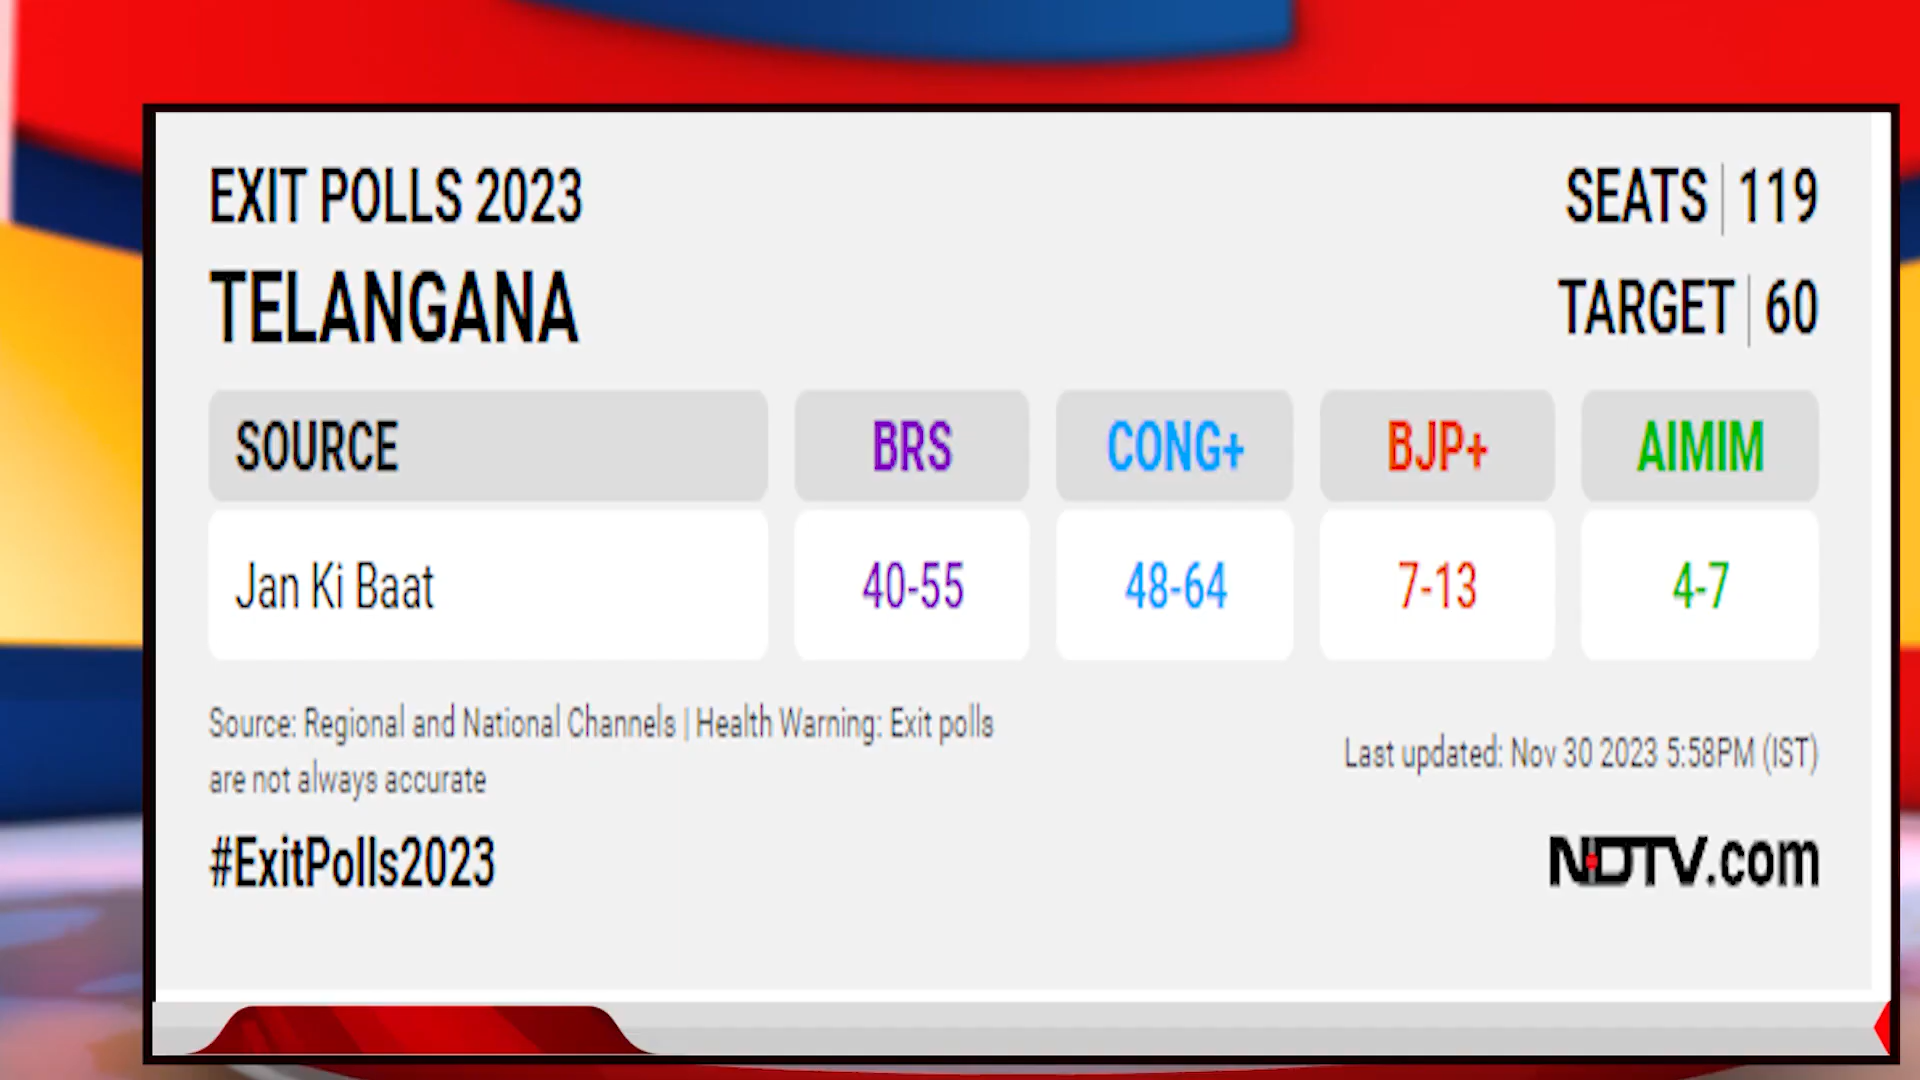 EXIT POLLS 2023
SEATS | 119
TELANGANA
TARGET | 60
SOURCE BRS CONG+ BJP+ AIMIM
Jan Ki Baat 40-55 48-64 7-13 4-7
Source: Regional and National Channels | Health Warning: Exit polls
are not always accurate
Last updated: Nov 30 2023 5:58PM (IST)
#ExitPolls2023
NDTV.com